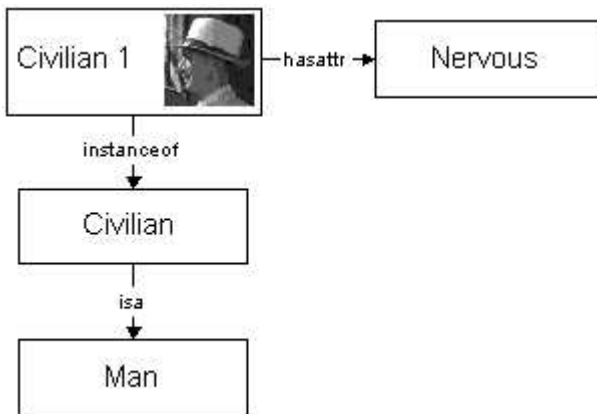 Civilian 1
hasattr
Nervous
instanceof
Civilian
isa
Man